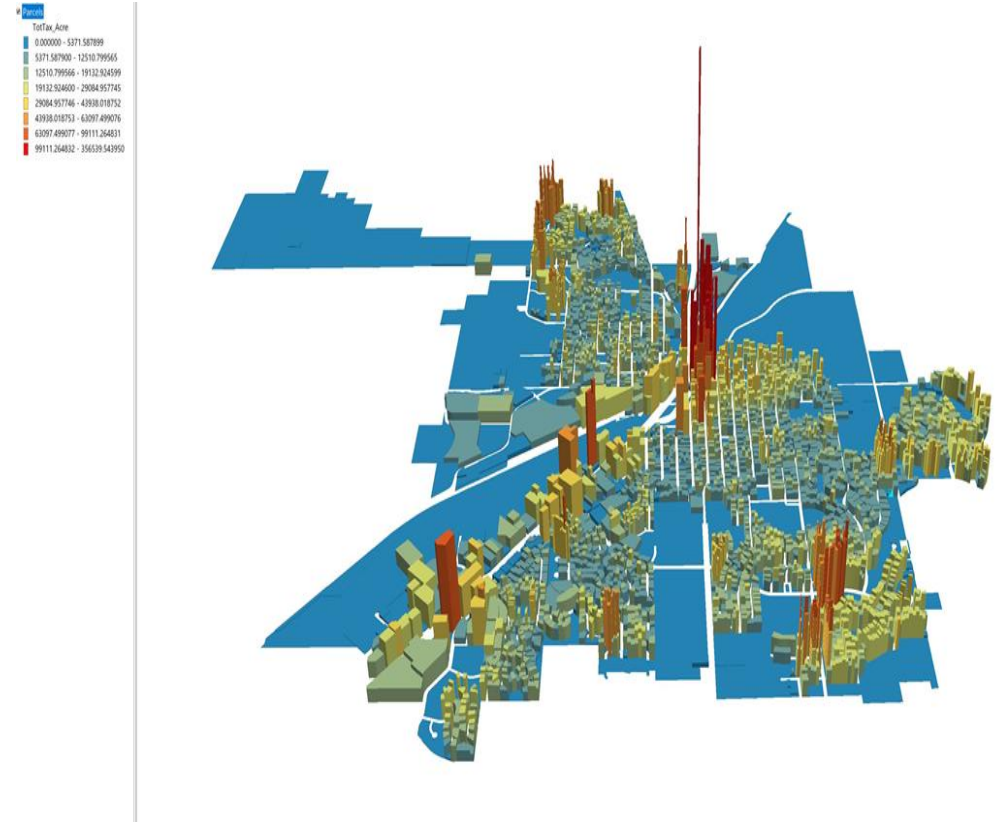 Parcels
TotTax_Acre
0.000000 - 5371.587899
5371.587900 - 12510.799565
12510.799566 - 19132.924599
19132.924600 - 29084.957745
29084.957746 - 43938.018752
43938.018753 - 63097.499076
63097.499077 - 99111.264831
99111.264832 - 356539.543950